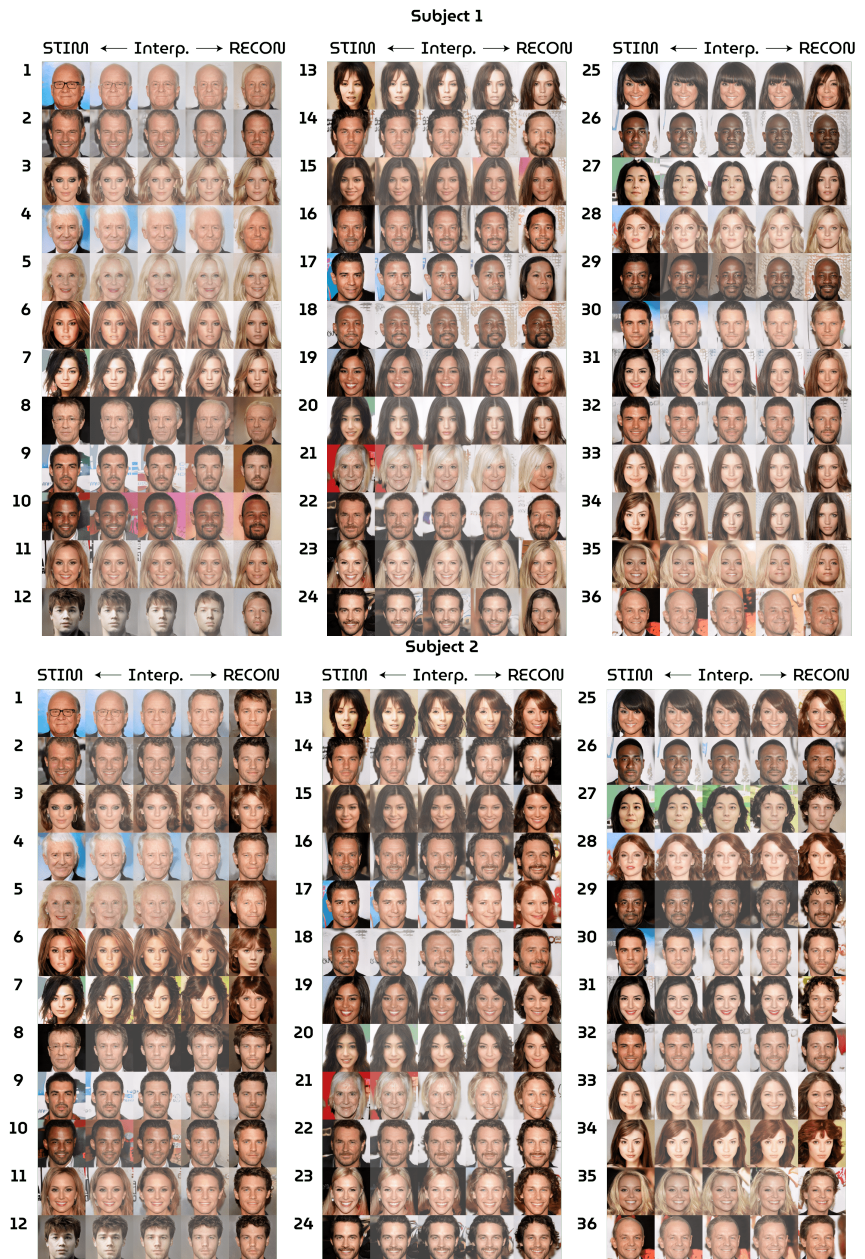 Subject 1
STIM ← Interp. → RECON STIM ← Interp. → RECON STIM ← Interp. → RECON
1 13 25
2 14 26
3 15 27
4 16 28
5 17 29
6 18 30
7 19 31
8 20 32
9 21 33
10 22 34
11 23 35
12 24 36
Subject 2
STIM ← Interp. → RECON STIM ← Interp. → RECON STIM ← Interp. → RECON
1 13 25
2 14 26
3 15 27
4 16 28
5 17 29
6 18 30
7 19 31
8 20 32
9 21 33
10 22 34
11 23 35
12 24 36